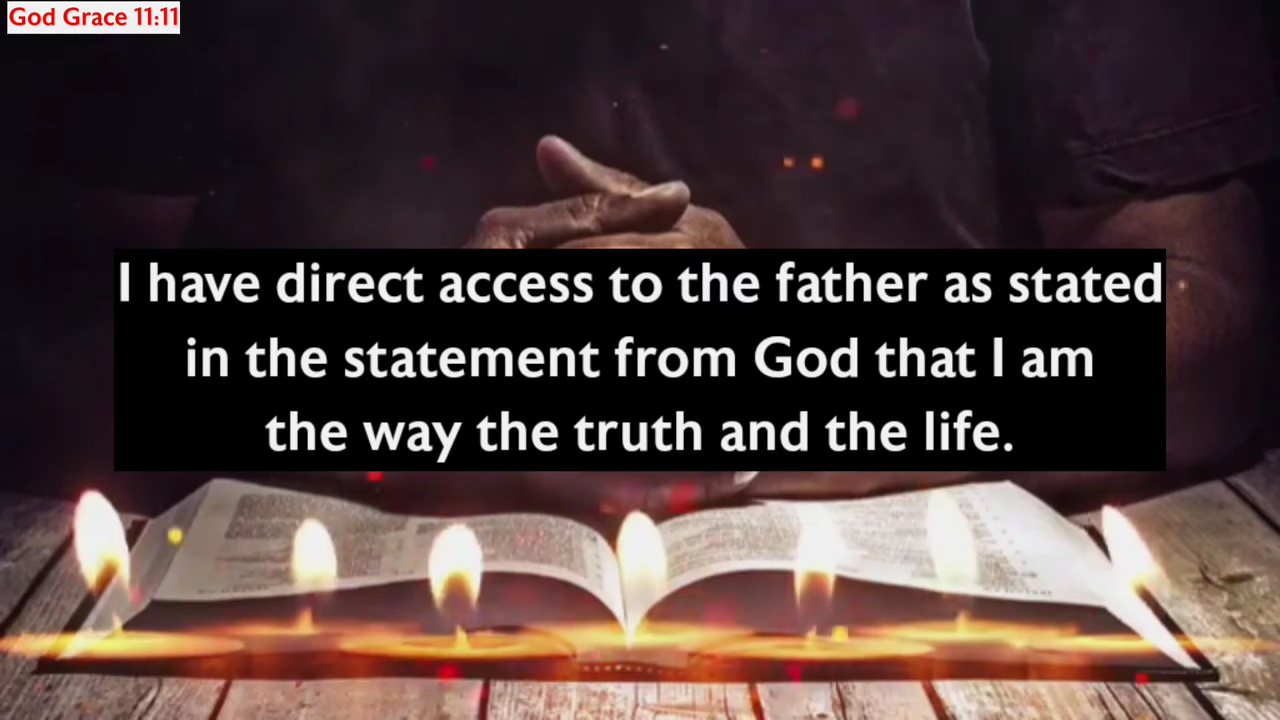 God Grace 11:11
I have direct access to the father as stated
in the statement from God that I am
the way the truth and the life.